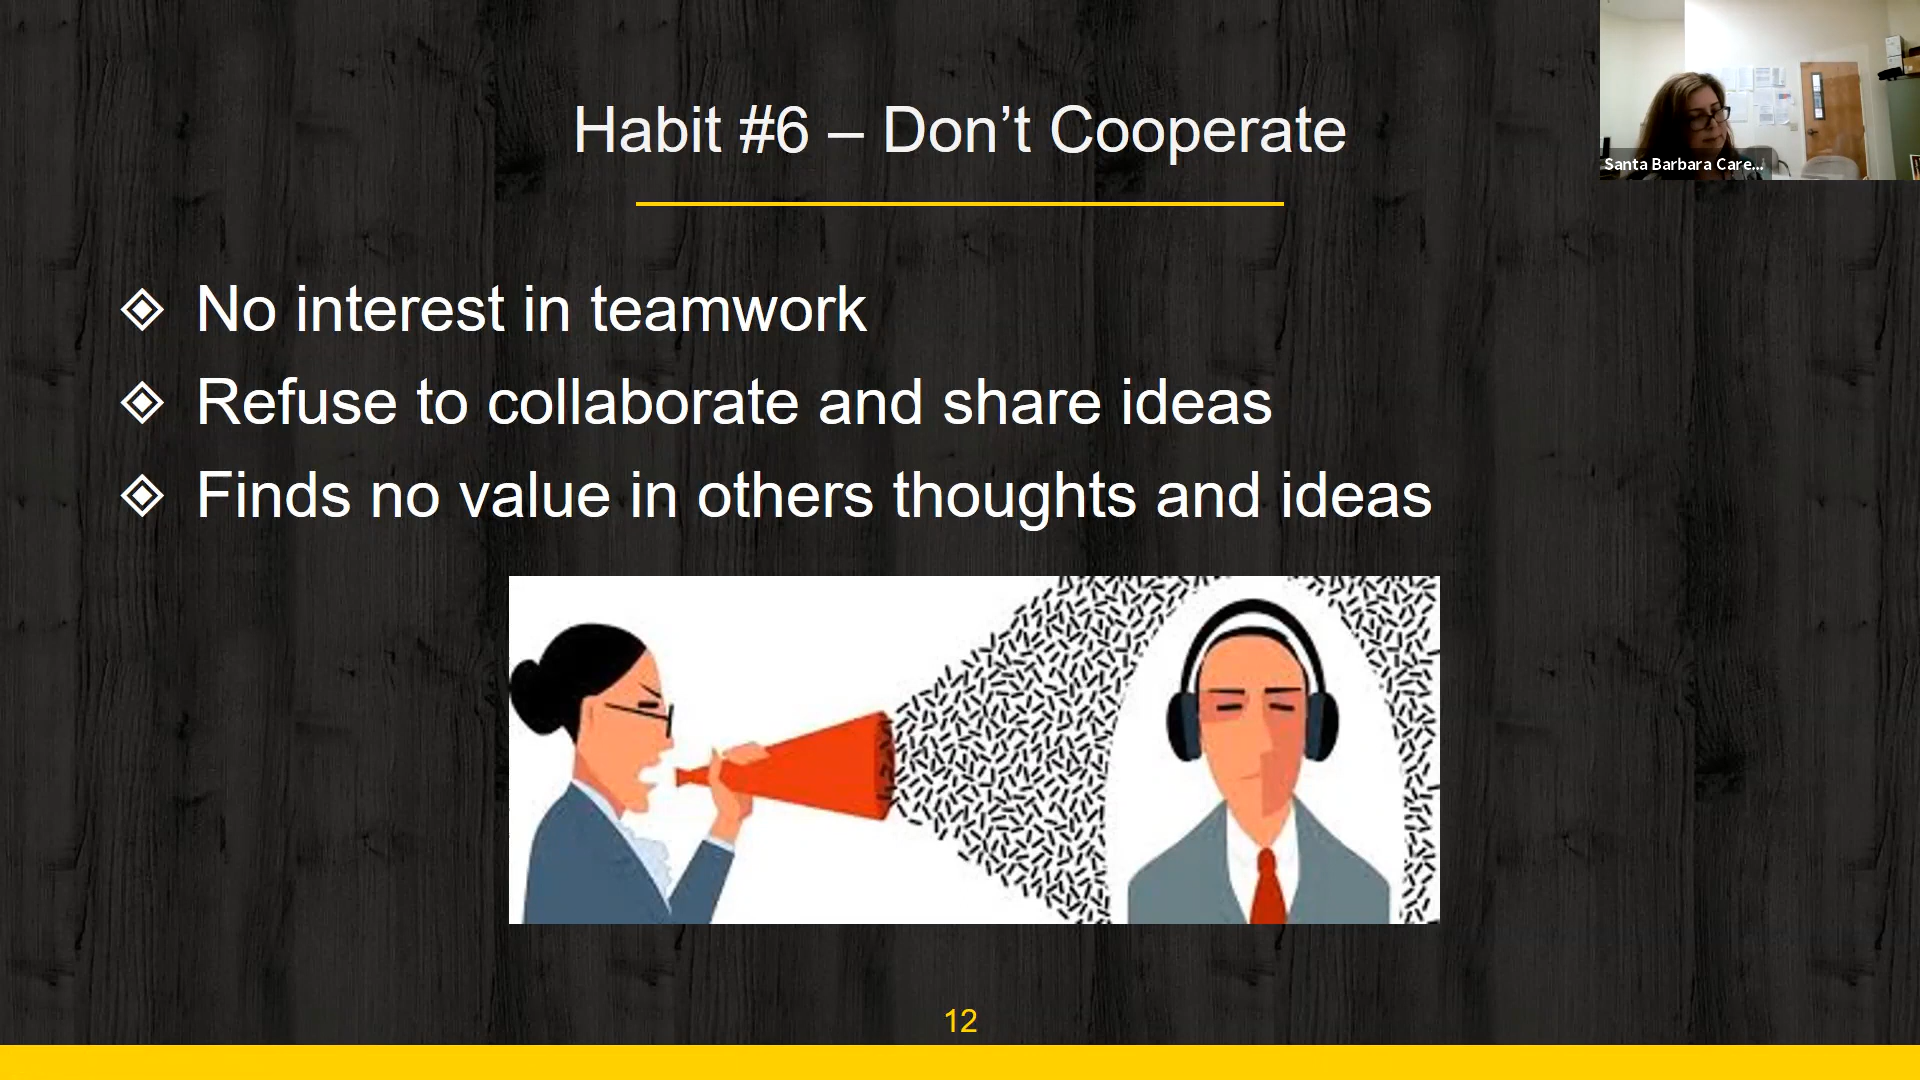 Habit #6 – Don’t Cooperate
Santa Barbara Care...
No interest in teamwork
Refuse to collaborate and share ideas
Finds no value in others thoughts and ideas
12